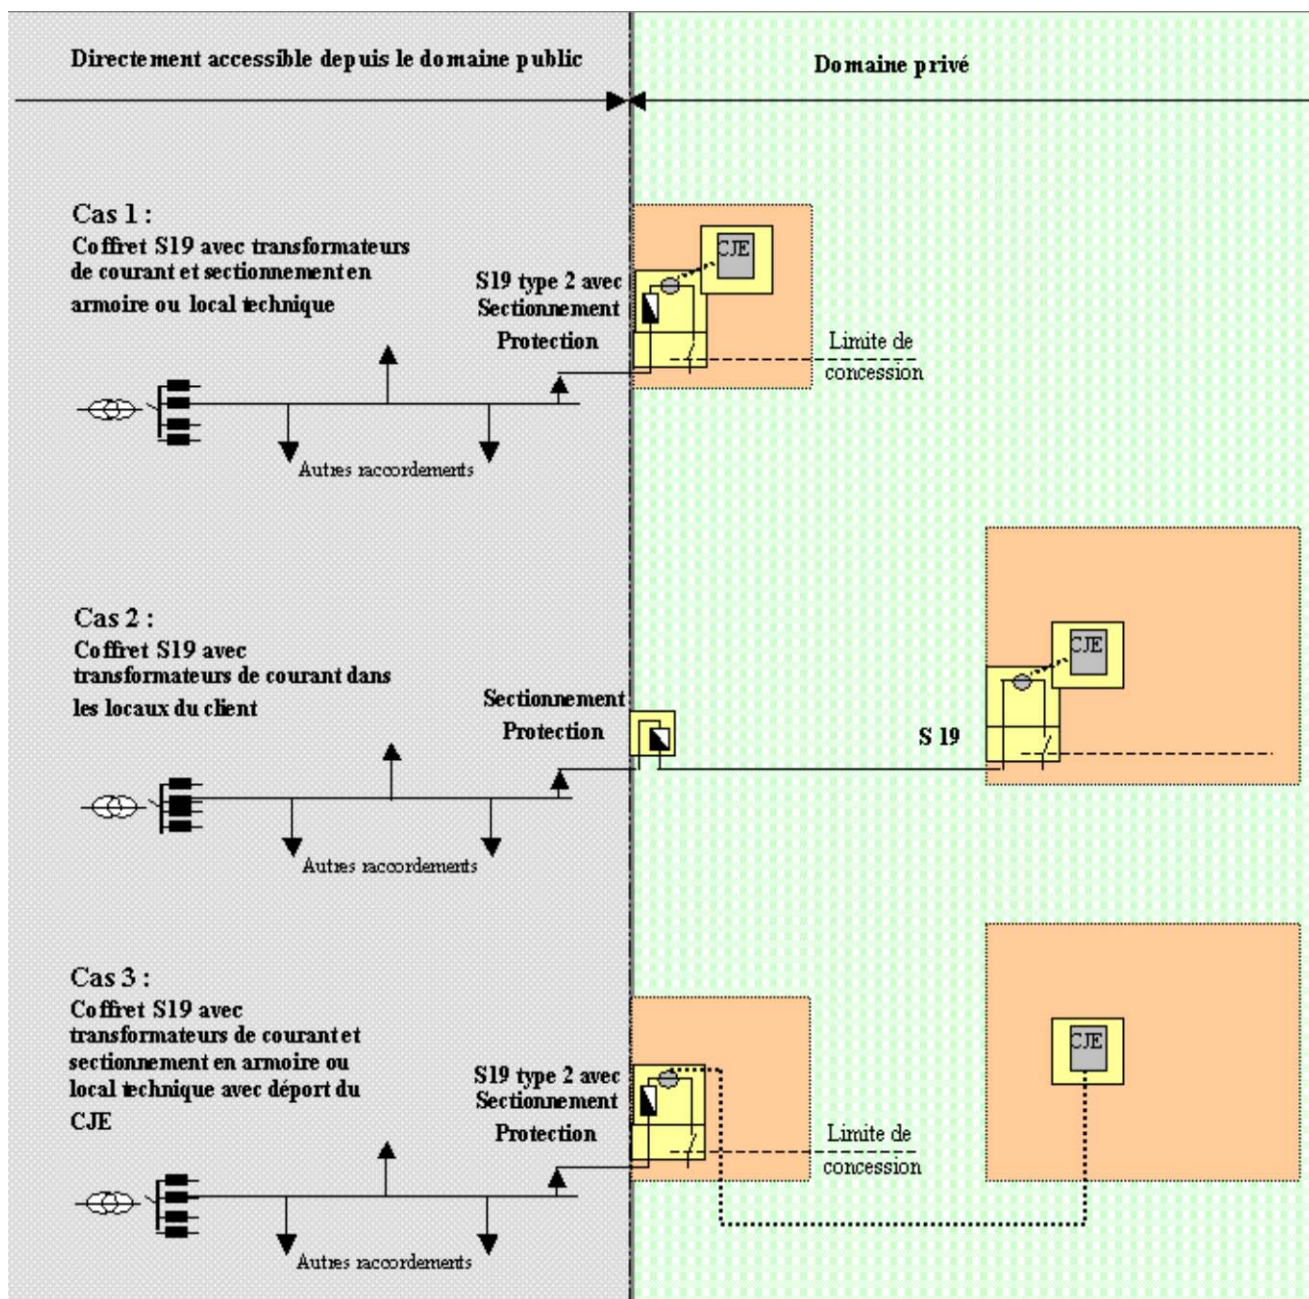 Directement accessible depuis le domaine public
Domaine privé
Cas 1 :
Coffret S19 avec transformateurs
de courant et sectionnement en
armoire ou local technique
S19 type 2 avec
Sectionnement
Protection
CJE
Limite de
concession
Autres raccordements
Cas 2 :
Coffret S19 avec
transformateurs de courant dans
les locaux du client
Sectionnement
Protection
S 19
CJE
Autres raccordements
Cas 3 :
Coffret S19 avec
transformateurs de courant et
sectionnement en armoire ou
local technique avec déport du
CJE
S19 type 2 avec
Sectionnement
Protection
CJE
Limite de
concession
Autres raccordements